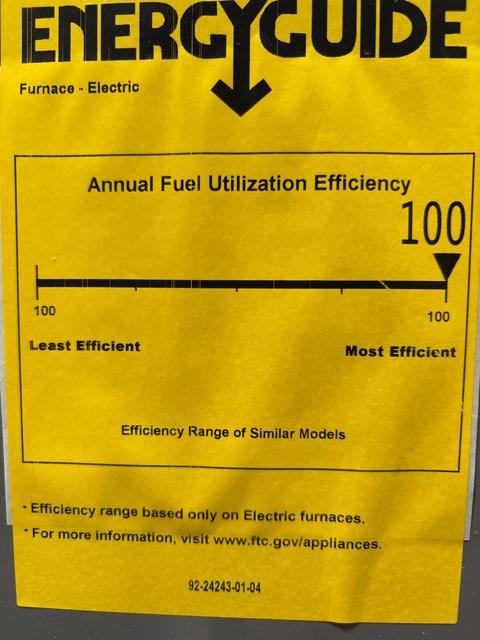 ENERGYGUIDE
Furnace - Electric
Annual Fuel Utilization Efficiency
100
100
100
Least Efficient
Most Efficient
Efficiency Range of Similar Models
· Efficiency range based only on Electric furnaces.
· For more information, visit www.ftc.gov/appliances.
92-24243-01-04